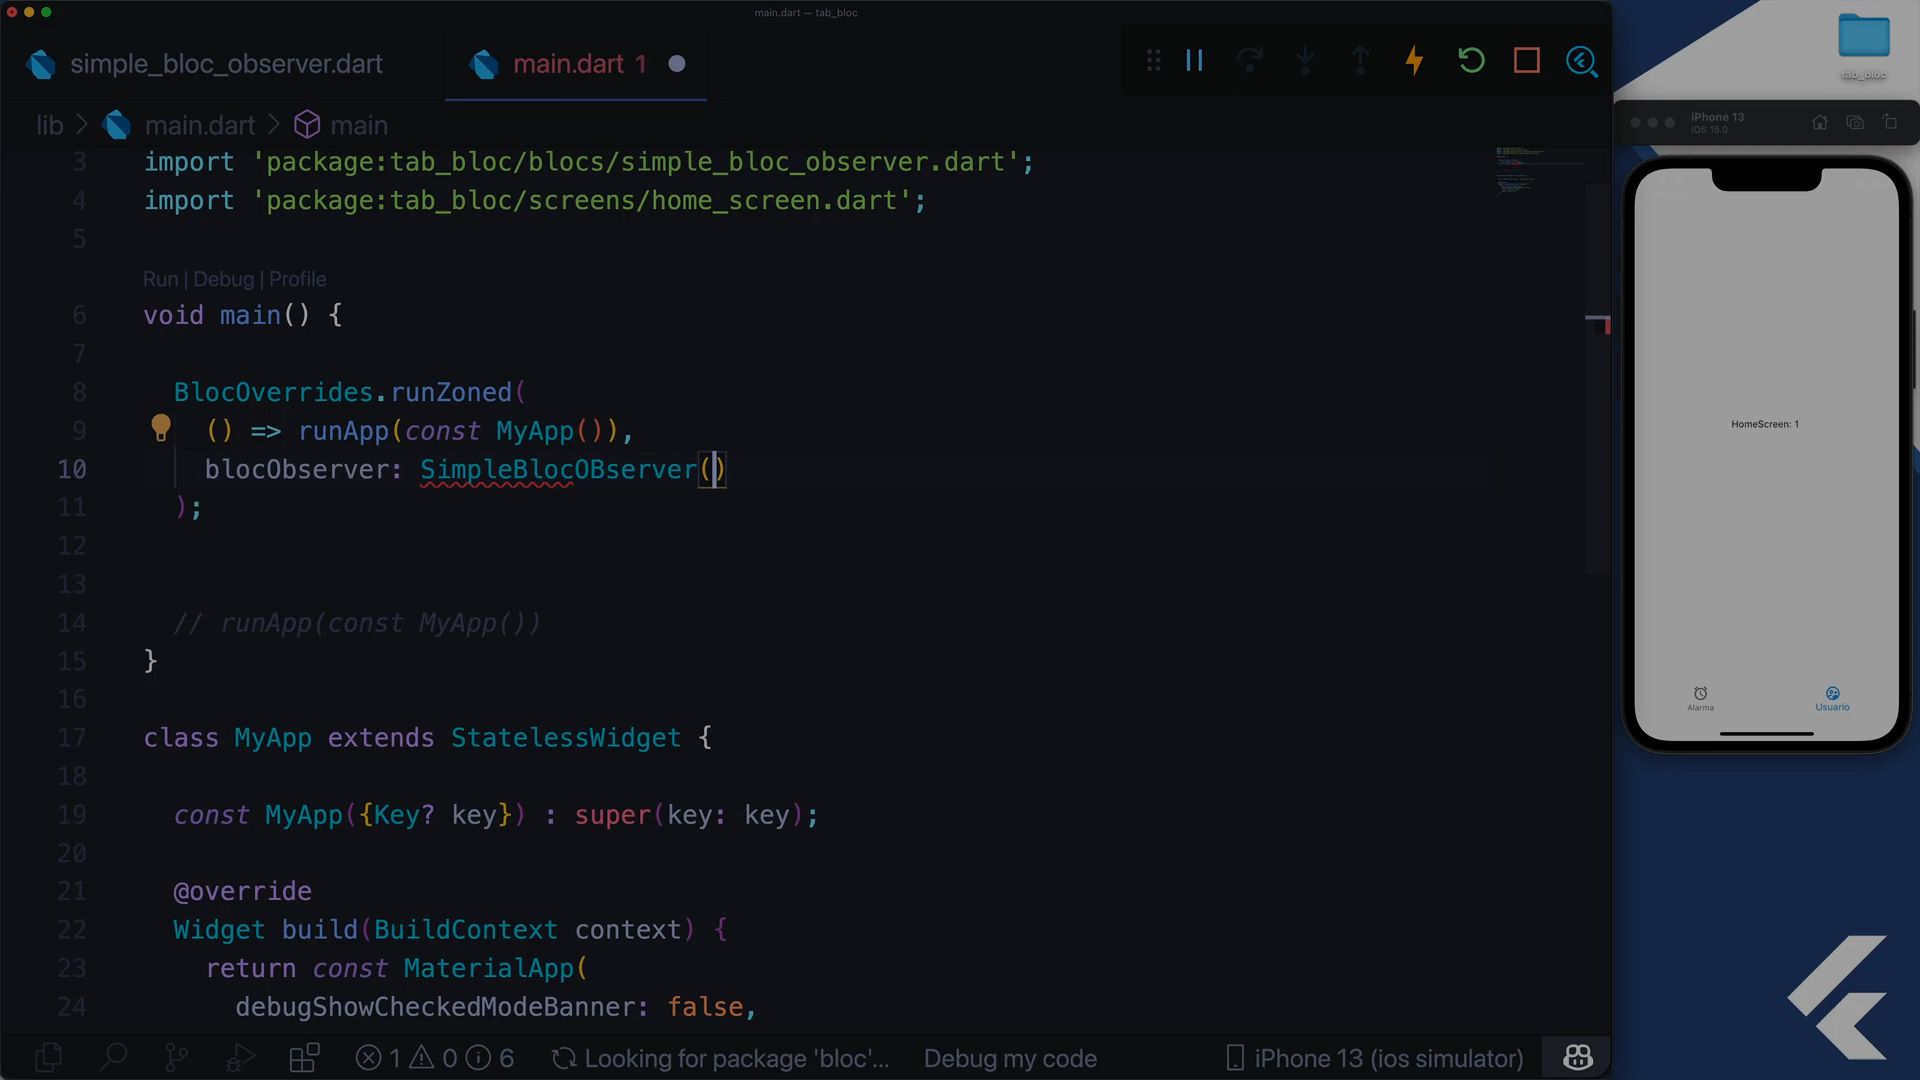 main.dart — tab_bloc
simple_bloc_observer.dart
main.dart 1
lib > main.dart > main
3 import 'package:tab_bloc/blocs/simple_bloc_observer.dart';
4 import 'package:tab_bloc/screens/home_screen.dart';
5
Run | Debug | Profile
6 void main() {
7
8 BlocOverrides.runZoned(
9 () => runApp(const MyApp()),
10 blocObserver: SimpleBlocOBserver()
11 );
12
13
14 // runApp(const MyApp())
15 }
16
17 class MyApp extends StatelessWidget {
18
19 const MyApp({Key? key}) : super(key: key);
20
21 @override
22 Widget build(BuildContext context) {
23 return const MaterialApp(
24 debugShowCheckedModeBanner: false,
1 0 6 Looking for package 'bloc'... Debug my code iPhone 13 (ios simulator)
tab_bloc
iPhone 13
iOS 15.0
HomeScreen: 1
Alarma Usuario